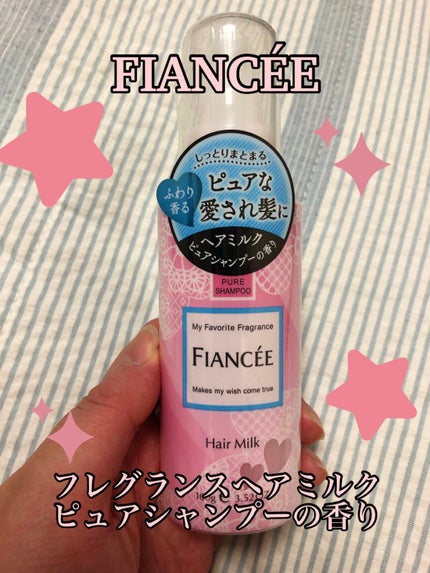 FIANCÉE
しっとりまとまる
ふわり
香る
ピュアな
愛され髪に
ヘアミルク
ピュアシャンプーの香り
PURE
SHAMPOO
My Favorite Fragrance
FIANCÉE
Makes my wish come true
Hair Milk
100g 3.52
フレグランスヘアミルク
ピュアシャンプーの香り